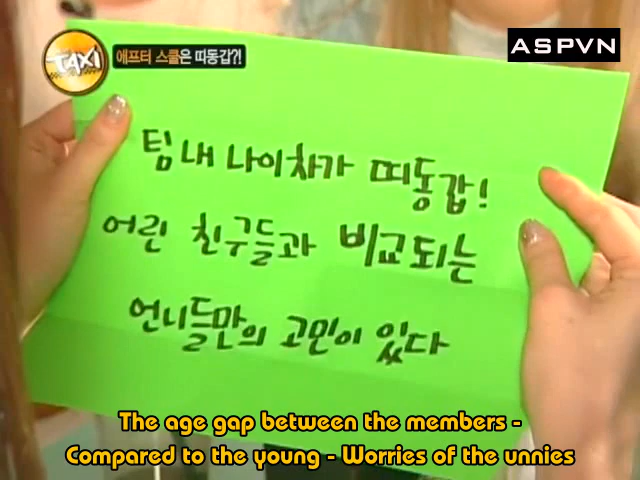 TAXI
애프터 스쿨은 띠동갑?!
ASPVN
팀 내 나이차가 띠동갑!
어린 친구들과 비교되는
언니들만의 고민이 있다
The age gap between the members -
Compared to the young - Worries of the unnies